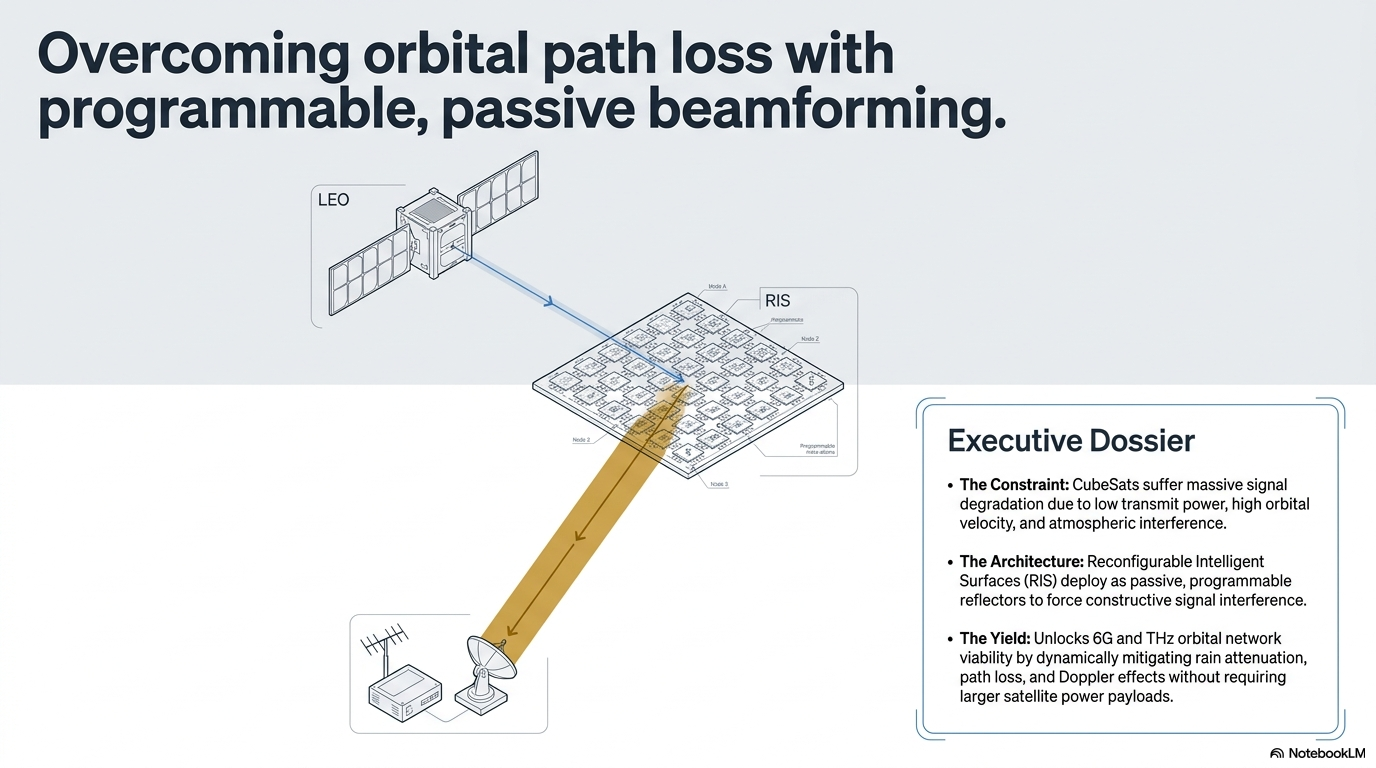 Overcoming orbital path loss with
programmable, passive beamforming.
LEO
Node A
RIS
Node 2
Node 2
Node 3
Executive Dossier
• The Constraint: CubeSats suffer massive signal
degradation due to low transmit power, high orbital
velocity, and atmospheric interference.
• The Architecture: Reconfigurable Intelligent
Surfaces (RIS) deploy as passive, programmable
reflectors to force constructive signal interference.
• The Yield: Unlocks 6G and THz orbital network
viability by dynamically mitigating rain attenuation,
path loss, and Doppler effects without requiring
larger satellite power payloads.
NotebookLM